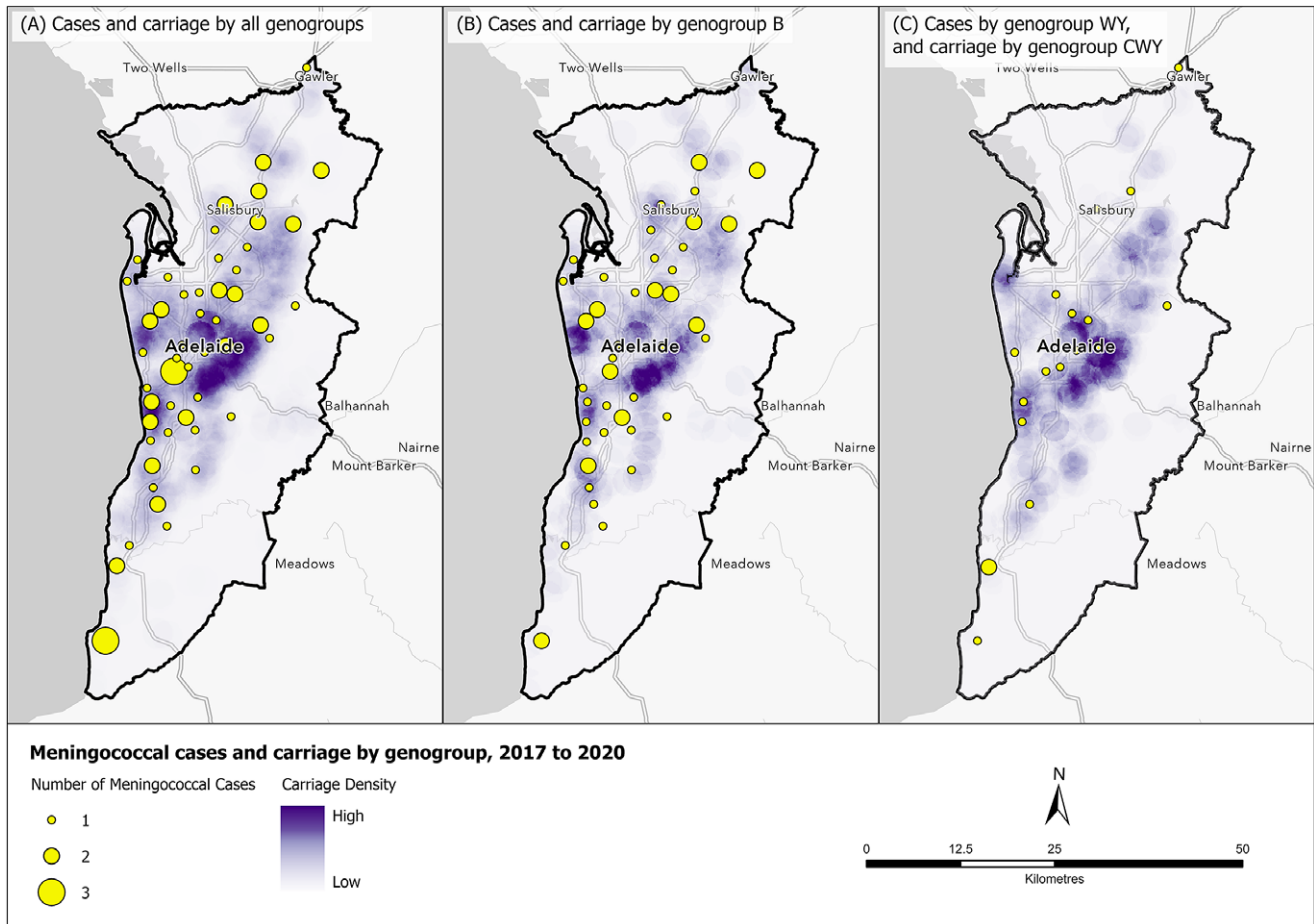 (A) Cases and carriage by all genogroups
Two Wells
Gawler
Salisbury
Adelaide
Balhannah
Nairne
Mount Barker
Meadows
(B) Cases and carriage by genogroup B
Two Wells
Gawler
Salisbury
Adelaide
Balhannah
Nairne
Mount Barker
Meadows
(C) Cases by genogroup WY,
and carriage by genogroup CWY
Two Wells
Gawler
Salisbury
Adelaide
Balhannah
Nairne
Mount Barker
Meadows
Meningococcal cases and carriage by genogroup, 2017 to 2020
Number of Meningococcal Cases
1
2
3
Carriage Density
High
Low
N
0 12.5 25 50
Kilometres